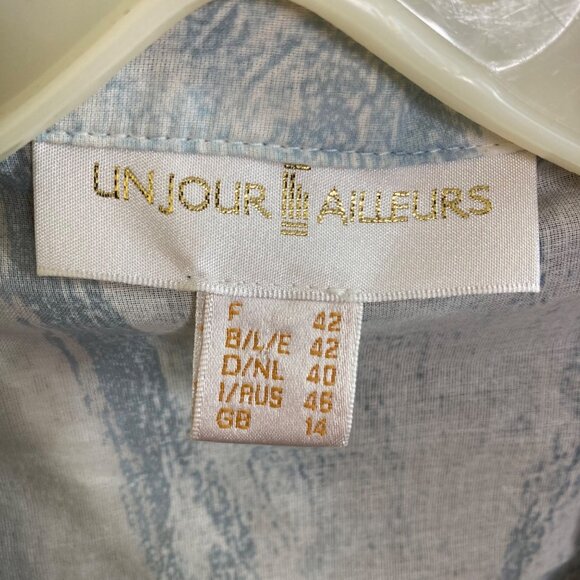 UN JOUR AILLEURS
F 42
B/L/E 42
D/NL 40
I/RUS 46
GB 14